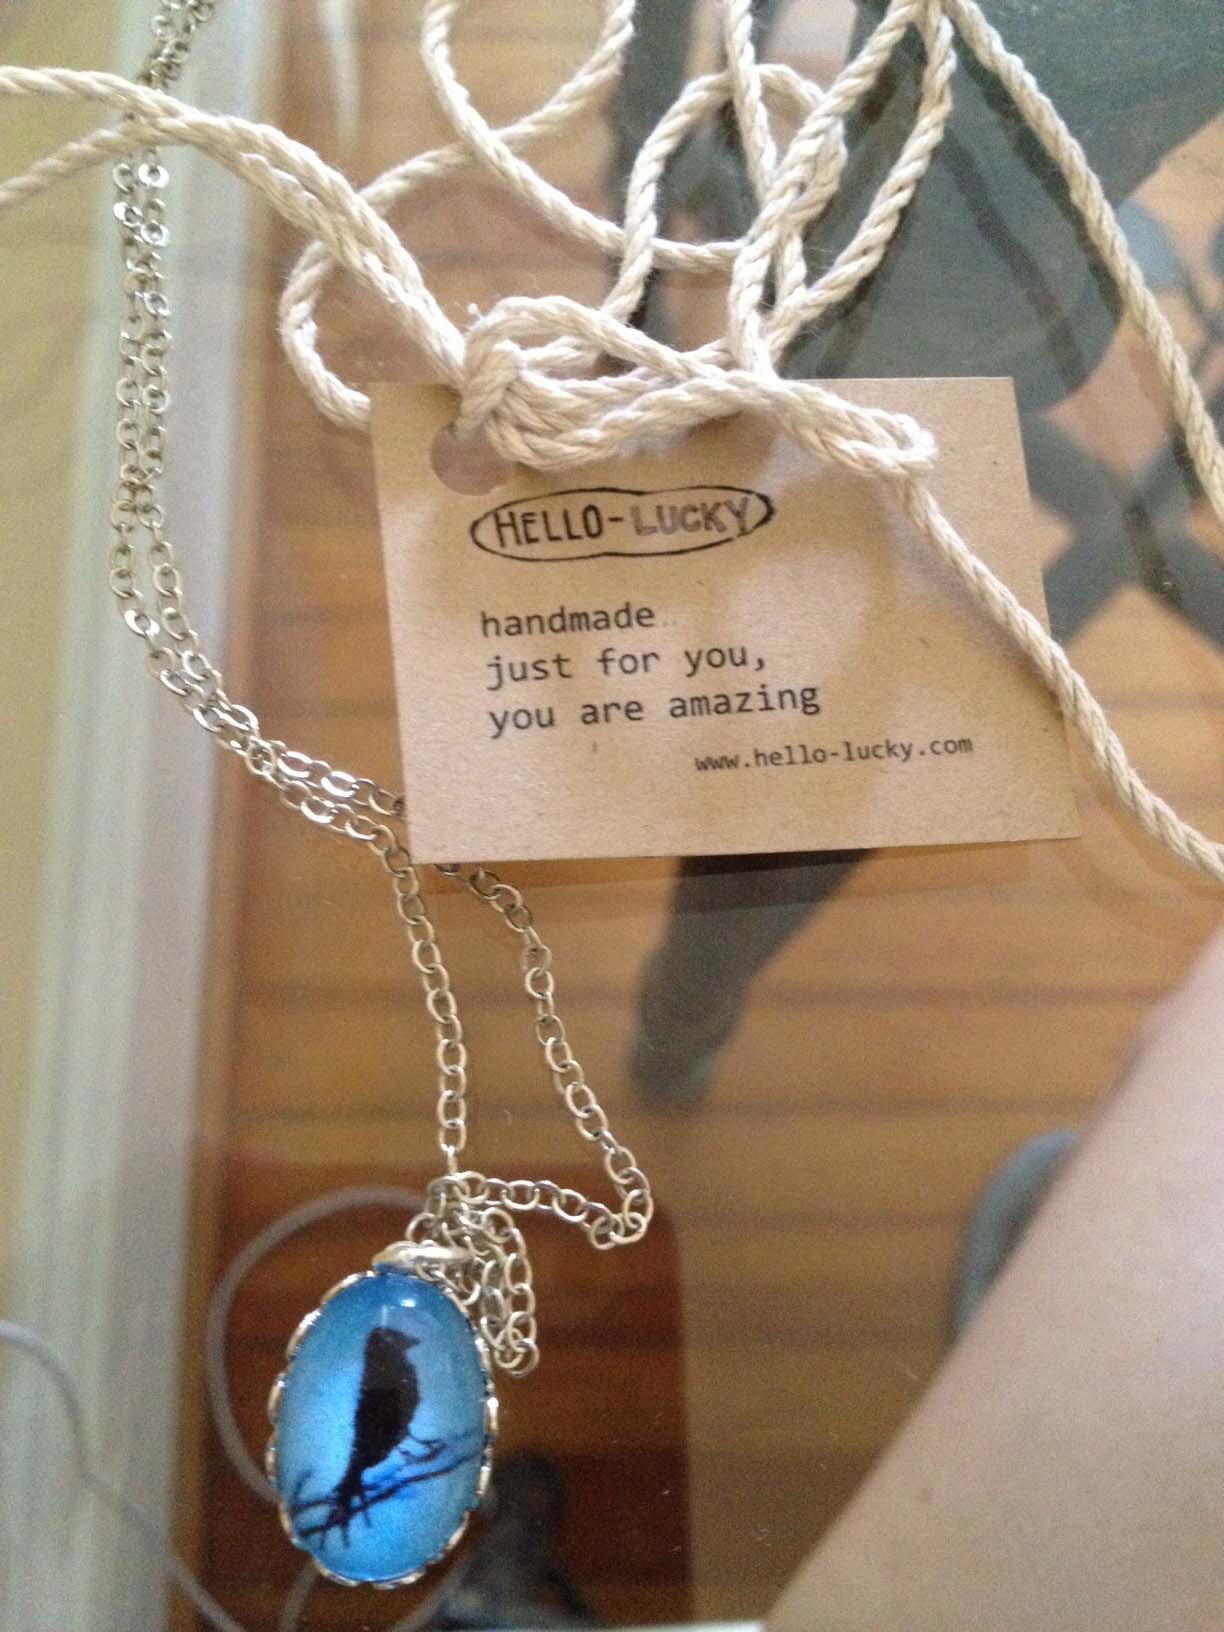 HELLO-LUCKY
handmade
just for you,
you are amazing
www.hello-lucky.com